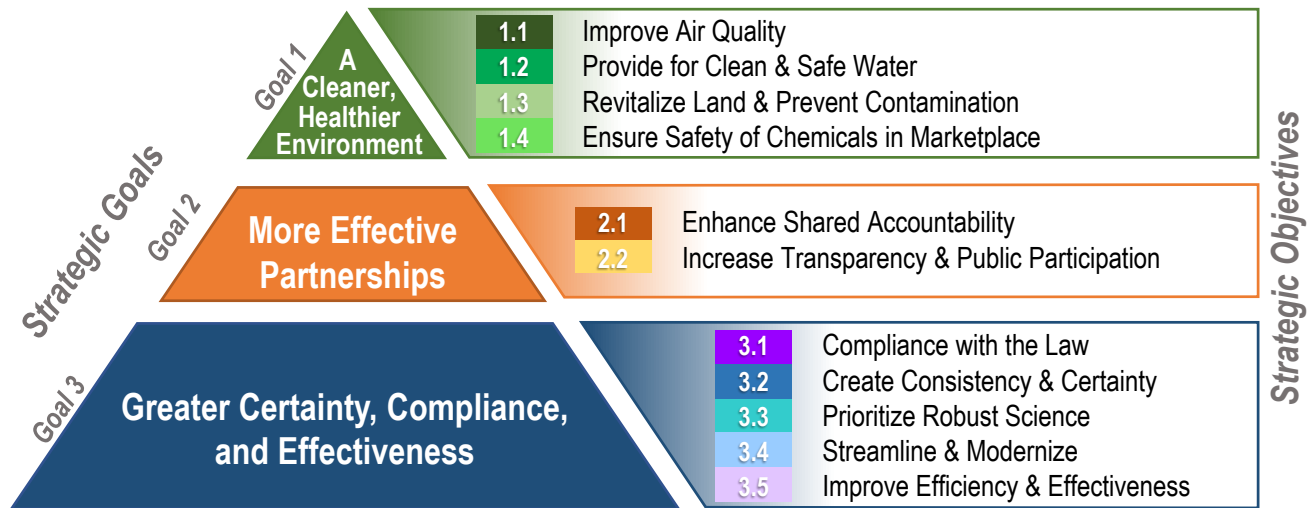 Strategic Goals
Goal 1
A
Cleaner,
Healthier
Environment
1.1 Improve Air Quality
1.2 Provide for Clean & Safe Water
1.3 Revitalize Land & Prevent Contamination
1.4 Ensure Safety of Chemicals in Marketplace
Goal 2
More Effective
Partnerships
2.1 Enhance Shared Accountability
2.2 Increase Transparency & Public Participation
Goal 3
Greater Certainty, Compliance,
and Effectiveness
3.1 Compliance with the Law
3.2 Create Consistency & Certainty
3.3 Prioritize Robust Science
3.4 Streamline & Modernize
3.5 Improve Efficiency & Effectiveness
Strategic Objectives